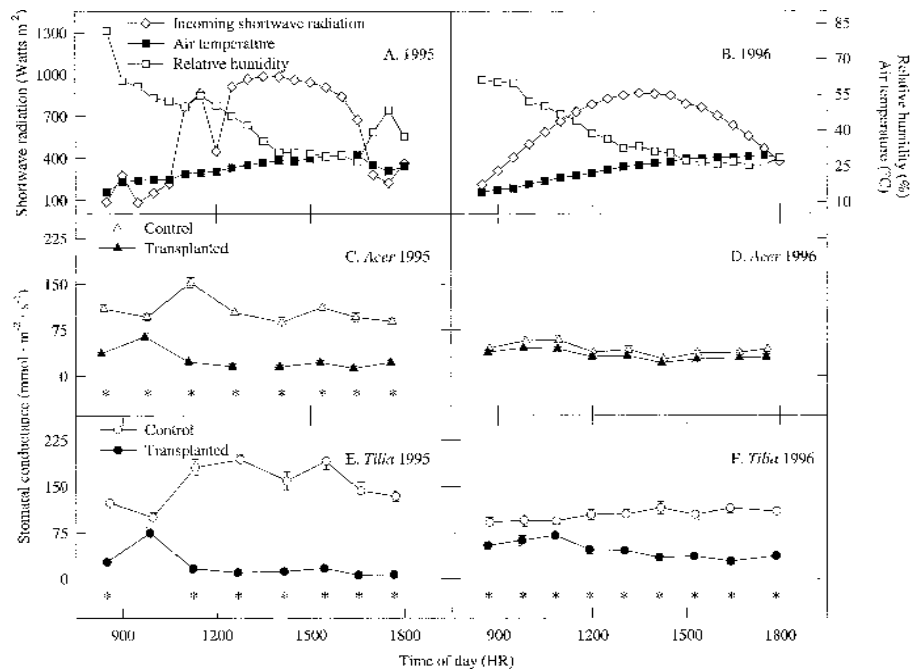 Incoming shortwave radiation
Air temperature
Relative humidity
A. 1995
B. 1996
Shortwave radiation (Watts m-2)
1300
1000
700
400
100
85
70
55
40
25
10
Relative humidity (%)
Air temperature (°C)
Control
Transplanted
C. Acer 1995
D. Acer 1996
225
150
75
0
* * * * * * * *
Stomatal conductance (mmol · m-2 · s-1)
Control
Transplanted
E. Tilia 1995
F. Tilia 1996
225
150
75
0
* * * * * * * *
* * * * * * * * *
900
1200
1500
1800
900
1200
1500
1800
Time of day (HR)